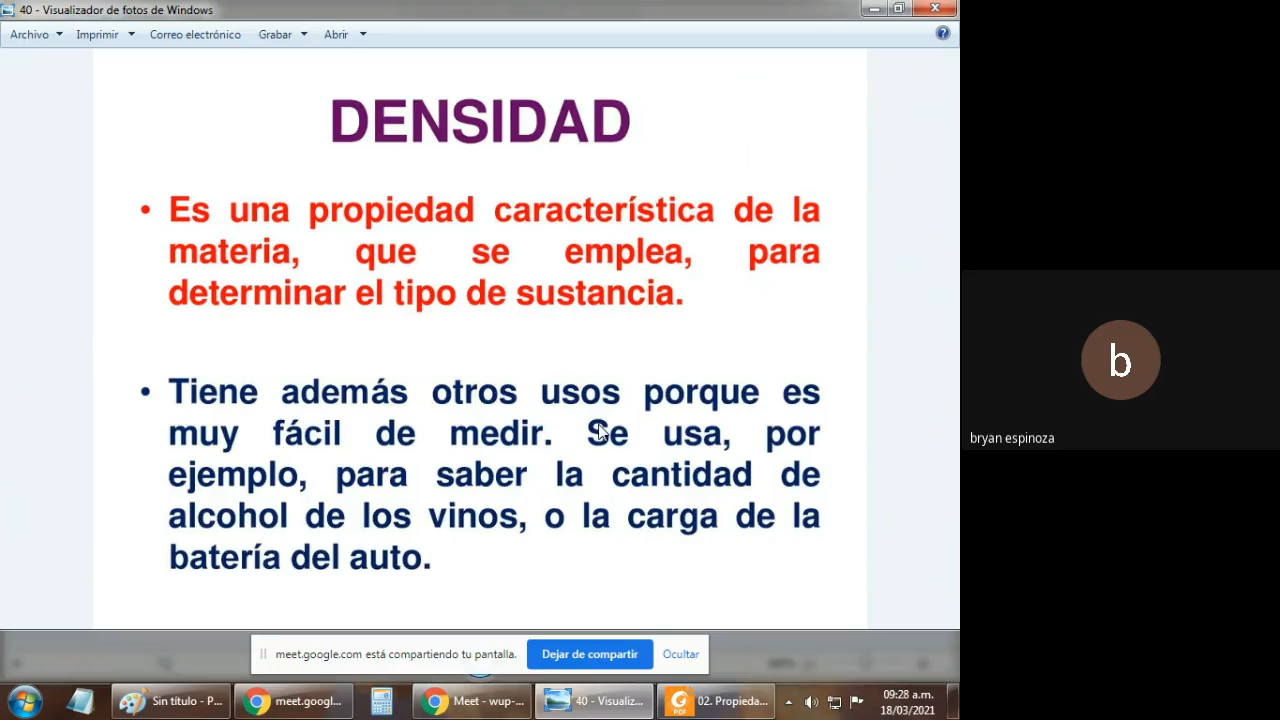 40 - Visualizador de fotos de Windows
Archivo Imprimir Correo electrónico Grabar Abrir
DENSIDAD
• Es una propiedad característica de la
materia, que se emplea, para
determinar el tipo de sustancia.
• Tiene además otros usos porque es
muy fácil de medir. Se usa, por
ejemplo, para saber la cantidad de
alcohol de los vinos, o la carga de la
batería del auto.
b
bryan espinoza
meet.google.com está compartiendo tu pantalla. Dejar de compartir Ocultar
Sin título - P... meet.googl... Meet - wup-... 40 - Visualiz... PDF 02. Propieda... 09:28 a.m.
18/03/2021